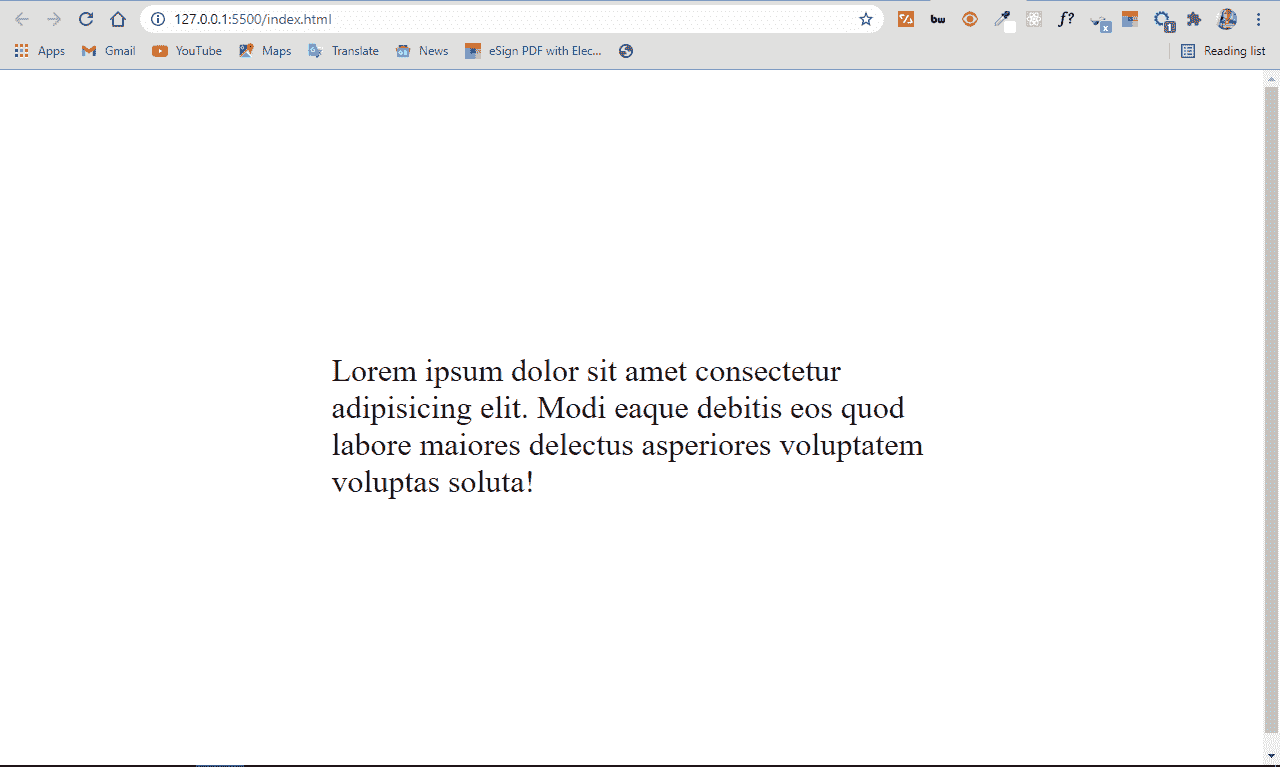 127.0.0.1:5500/index.html
bw
f?
x
1
Apps
Gmail
YouTube
Maps
Translate
News
eSign PDF with Elec...
Reading list
Lorem ipsum dolor sit amet consectetur
adipisicing elit. Modi eaque debitis eos quod
labore maiores delectus asperiores voluptatem
voluptas soluta!